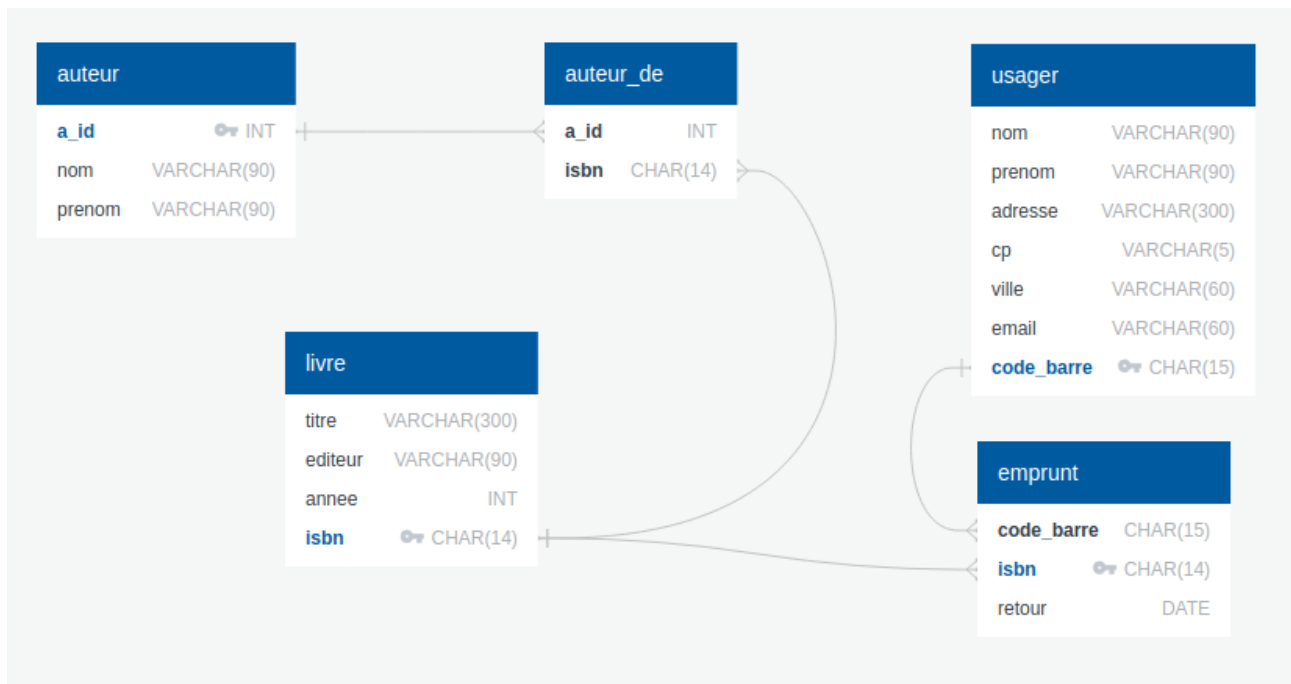 auteur
a_id INT
nom VARCHAR(90)
prenom VARCHAR(90)
auteur_de
a_id INT
isbn CHAR(14)
usager
nom VARCHAR(90)
prenom VARCHAR(90)
adresse VARCHAR(300)
cp VARCHAR(5)
ville VARCHAR(60)
email VARCHAR(60)
code_barre CHAR(15)
livre
titre VARCHAR(300)
editeur VARCHAR(90)
annee INT
isbn CHAR(14)
emprunt
code_barre CHAR(15)
isbn CHAR(14)
retour DATE